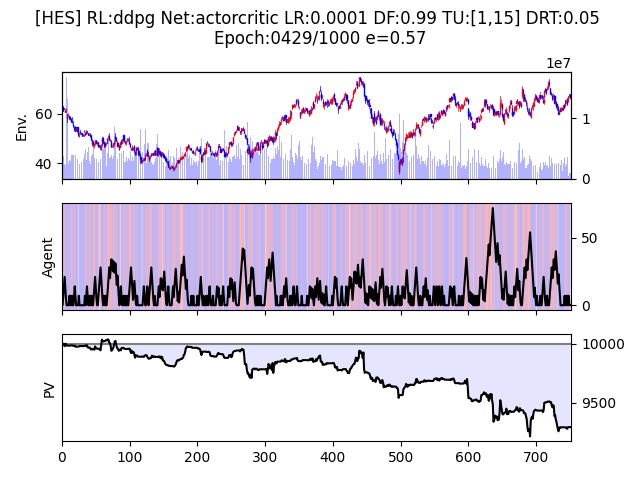 [HES] RL:ddpg Net:actorcritic LR:0.0001 DF:0.99 TU:[1,15] DRT:0.05
Epoch:0429/1000 e=0.57
1e7
Env.
60
40
1
0
Agent
50
0
PV
10000
9500
0 100 200 300 400 500 600 700